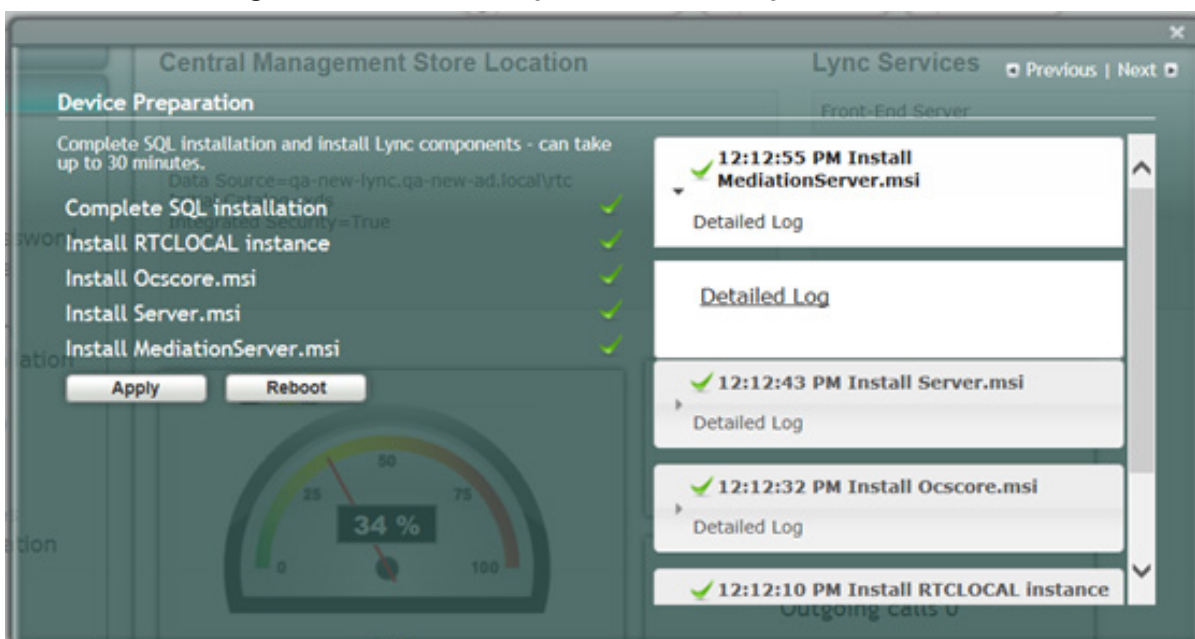 Central Management Store Location
Lync Services
Previous | Next
Device Preparation
Front-End Server
Complete SQL installation and install Lync components - can take
up to 30 minutes.
Data Source=qa-new-lync.qa-new-ad.local\rtc
Integrated Security=True
Complete SQL installation
Install RTCLOCAL instance
Install Ocscore.msi
Install Server.msi
Install MediationServer.msi
Apply
Reboot
12:12:55 PM Install
MediationServer.msi
Detailed Log
Detailed Log
12:12:43 PM Install Server.msi
Detailed Log
12:12:32 PM Install Ocscore.msi
Detailed Log
12:12:10 PM Install RTCLOCAL instance
0
25
50
75
100
34 %
Outgoing calls 0